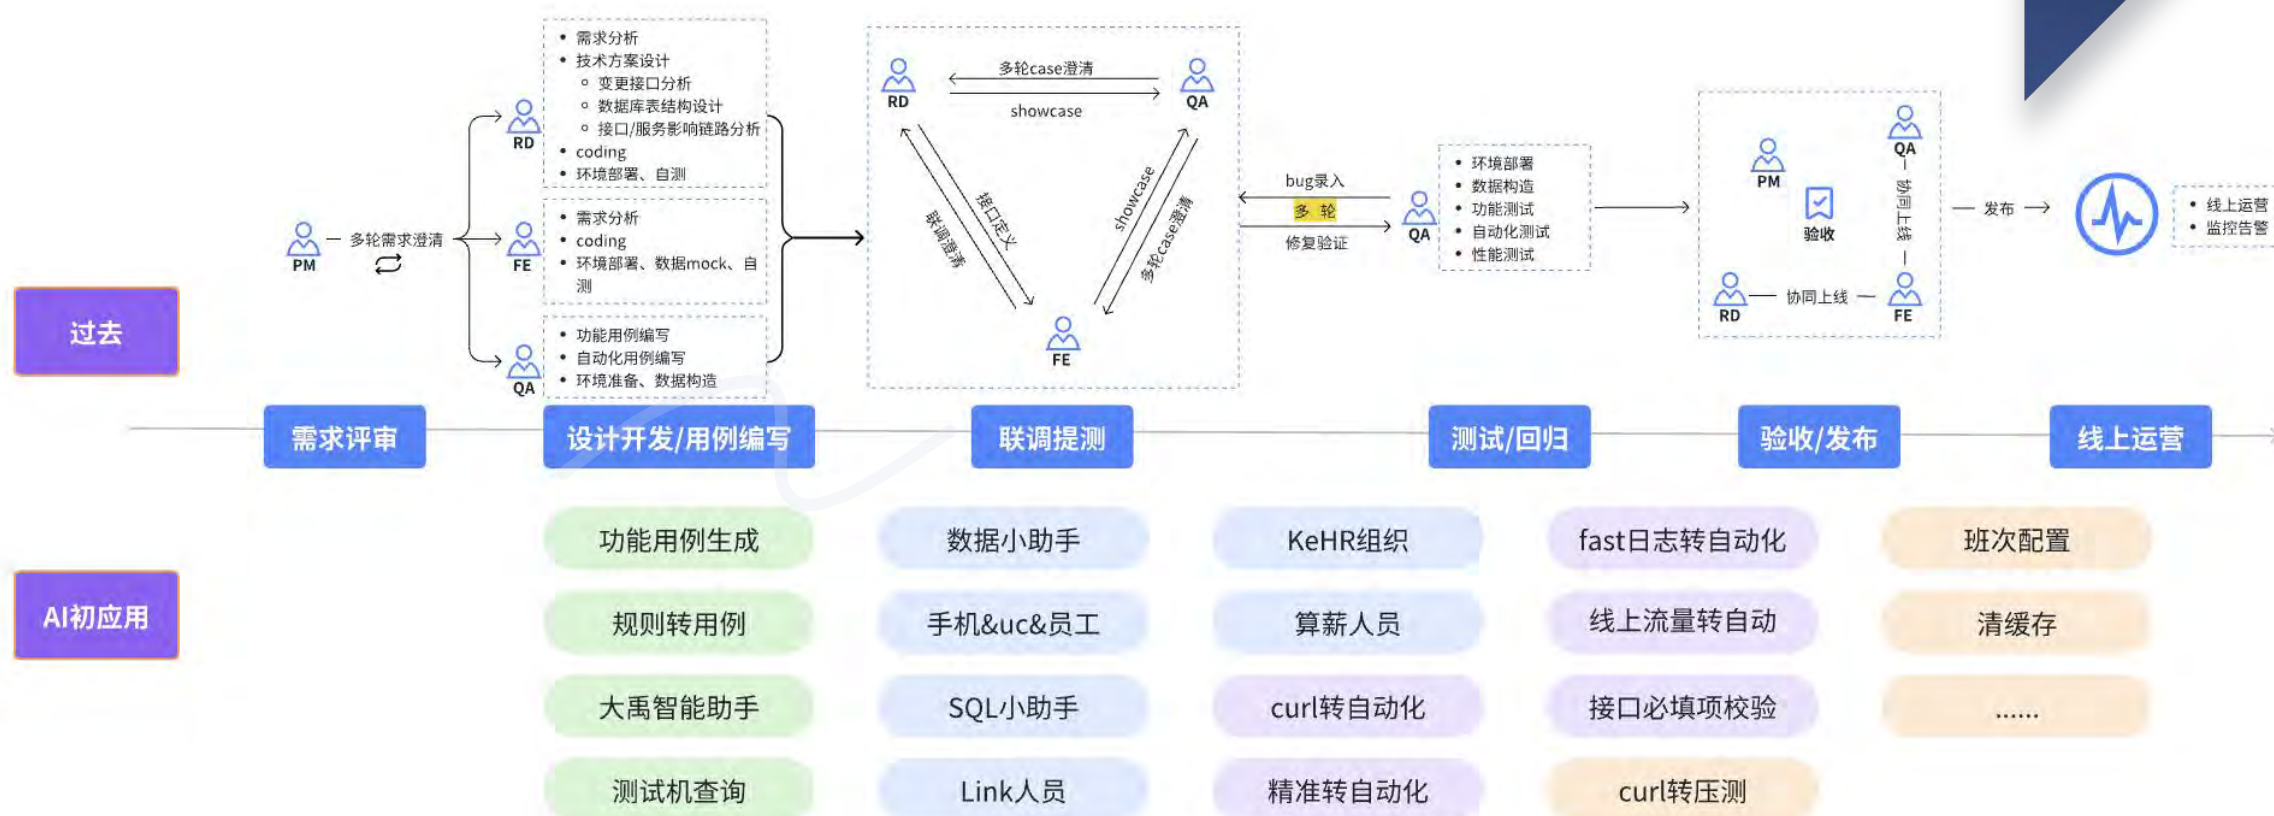 需求分析
技术方案设计
变更接口分析
数据库表结构设计
接口/服务影响链路分析
coding
环境部署、自测
RD
需求分析
coding
环境部署、数据mock、自
测
FE
功能用例编写
自动化用例编写
环境准备、数据构造
QA
PM
多轮需求澄清
RD
多轮case澄清
showcase
QA
接口定义
联调澄清
showcase
多轮case澄清
FE
bug录入
多 轮
修复验证
QA
环境部署
数据构造
功能测试
自动化测试
性能测试
PM
QA
验收
协同上线
RD
协同上线
FE
发布
线上运营
监控告警
过去
需求评审
设计开发/用例编写
联调提测
测试/回归
验收/发布
线上运营
AI初应用
功能用例生成
数据小助手
KeHR组织
fast日志转自动化
班次配置
规则转用例
手机&uc&员工
算薪人员
线上流量转自动
清缓存
大禹智能助手
SQL小助手
curl转自动化
接口必填项校验
......
测试机查询
Link人员
精准转自动化
curl转压测